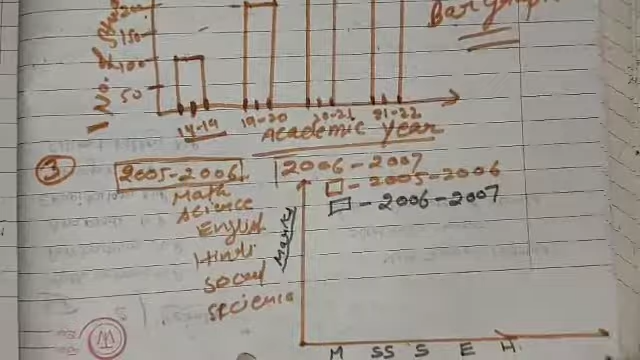 Bar graph
200
150
100
50
No. of
18-19 19-20 20-21 21-22
Academic year
3 2005-2006 2006-2007
Math
Science
English
Hindi
Social
Secience
2005-2006
2006-2007
Marks
M SS S E H